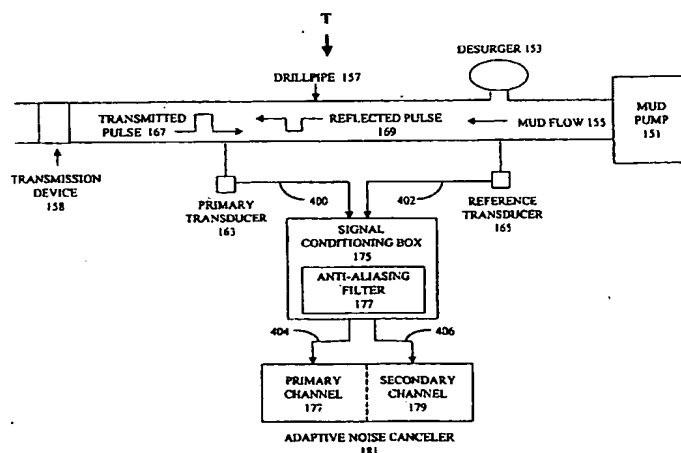 T
DESURGER 153
DRILLPIPE 157
MUD
PUMP
151
TRANSMITTED
PULSE 167
REFLECTED PULSE
169
MUD FLOW 155
TRANSMISSION
DEVICE
158
400
402
PRIMARY
TRANSDUCER
163
REFERENCE
TRANSDUCER
165
SIGNAL
CONDITIONING BOX
175
ANTI-ALIASING
FILTER
177
404
406
PRIMARY
CHANNEL
177
SECONDARY
CHANNEL
179
ADAPTIVE NOISE CANCELER
181